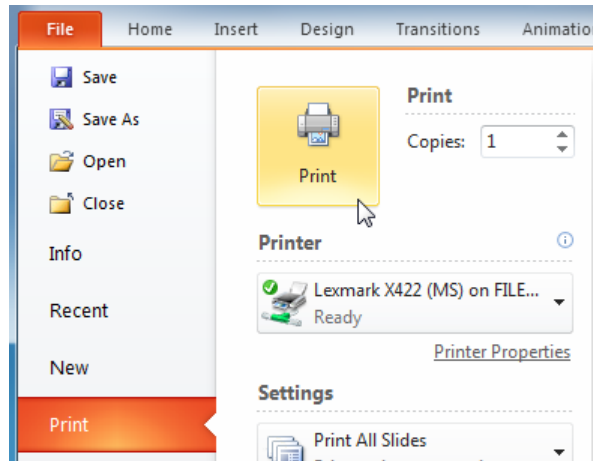 File Home Insert Design Transitions Animatio
Save
Save As
Open
Close
Info
Recent
New
Print
Print
Print
Copies: 1
Printer
Lexmark X422 (MS) on FILE...
Ready
Printer Properties
Settings
Print All Slides